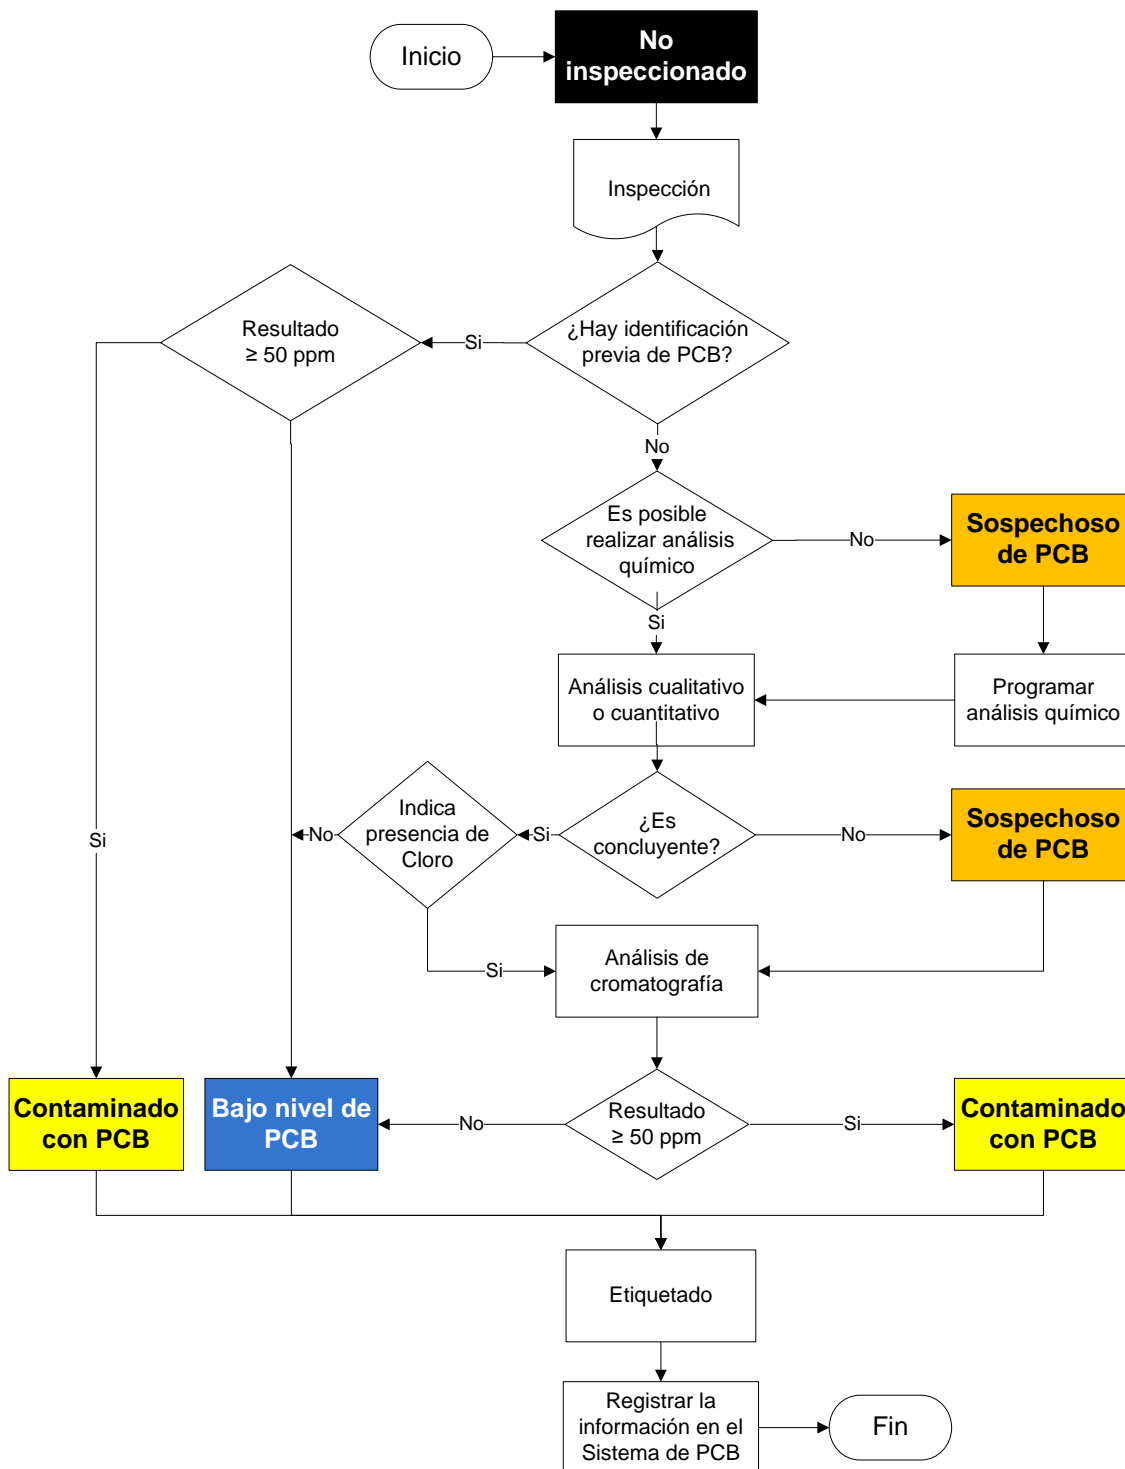 Inicio
No
inspeccionado
Inspección
¿Hay identificación
previa de PCB?
Si
Resultado
≥ 50 ppm
No
Es posible
realizar análisis
químico
No
Sospechoso
de PCB
Si
Análisis cualitativo
o cuantitativo
Programar
análisis químico
¿Es
concluyente?
No
Sospechoso
de PCB
Si
Indica
presencia de
Cloro
No
Si
Si
Análisis de
cromatografía
Contaminado
con PCB
Bajo nivel de
PCB
No
Resultado
≥ 50 ppm
Si
Contaminado
con PCB
Etiquetado
Registrar la
información en el
Sistema de PCB
Fin